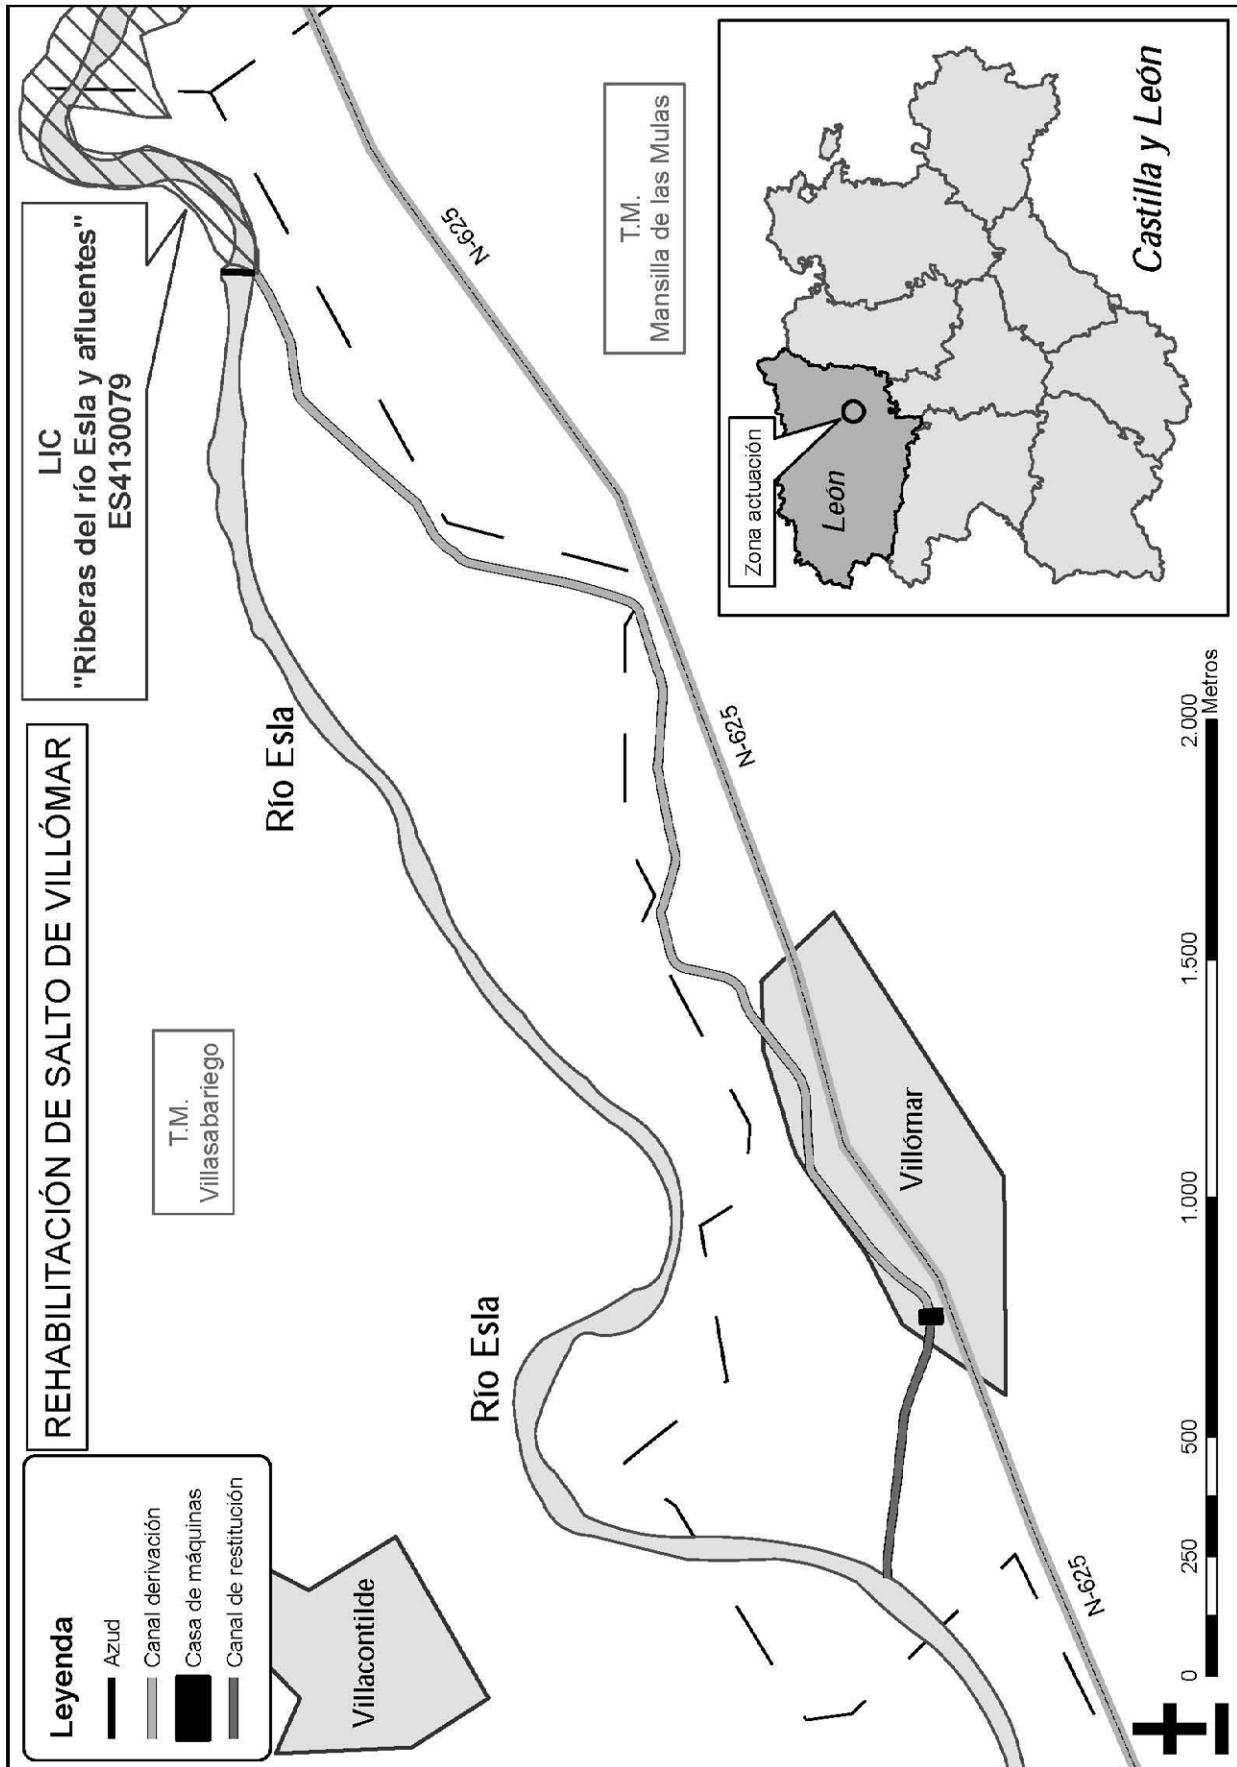 REHABILITACIÓN DE SALTO DE VILLÓMAR
LIC
"Riberas del río Esla y afluentes"
ES4130079
Leyenda
Azud
Canal derivación
Casa de máquinas
Canal de restitución
Villacontilde
T.M.
Villasabariego
Río Esla
Río Esla
N-625
N-625
N-625
T.M.
Mansilla de las Mulas
Villómar
Zona actuación
León
Castilla y León
0
250
500
1.000
1.500
2.000
Metros